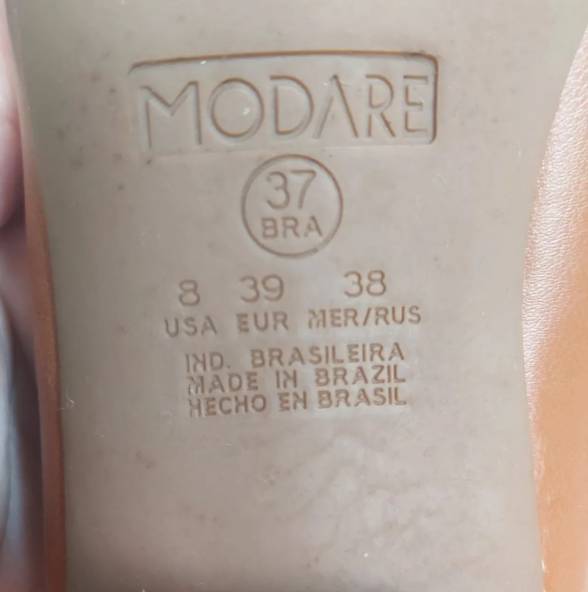 MODARE
37
BRA
8 39 38
USA EUR MER/RUS
IND. BRASILEIRA
MADE IN BRAZIL
HECHO EN BRASIL